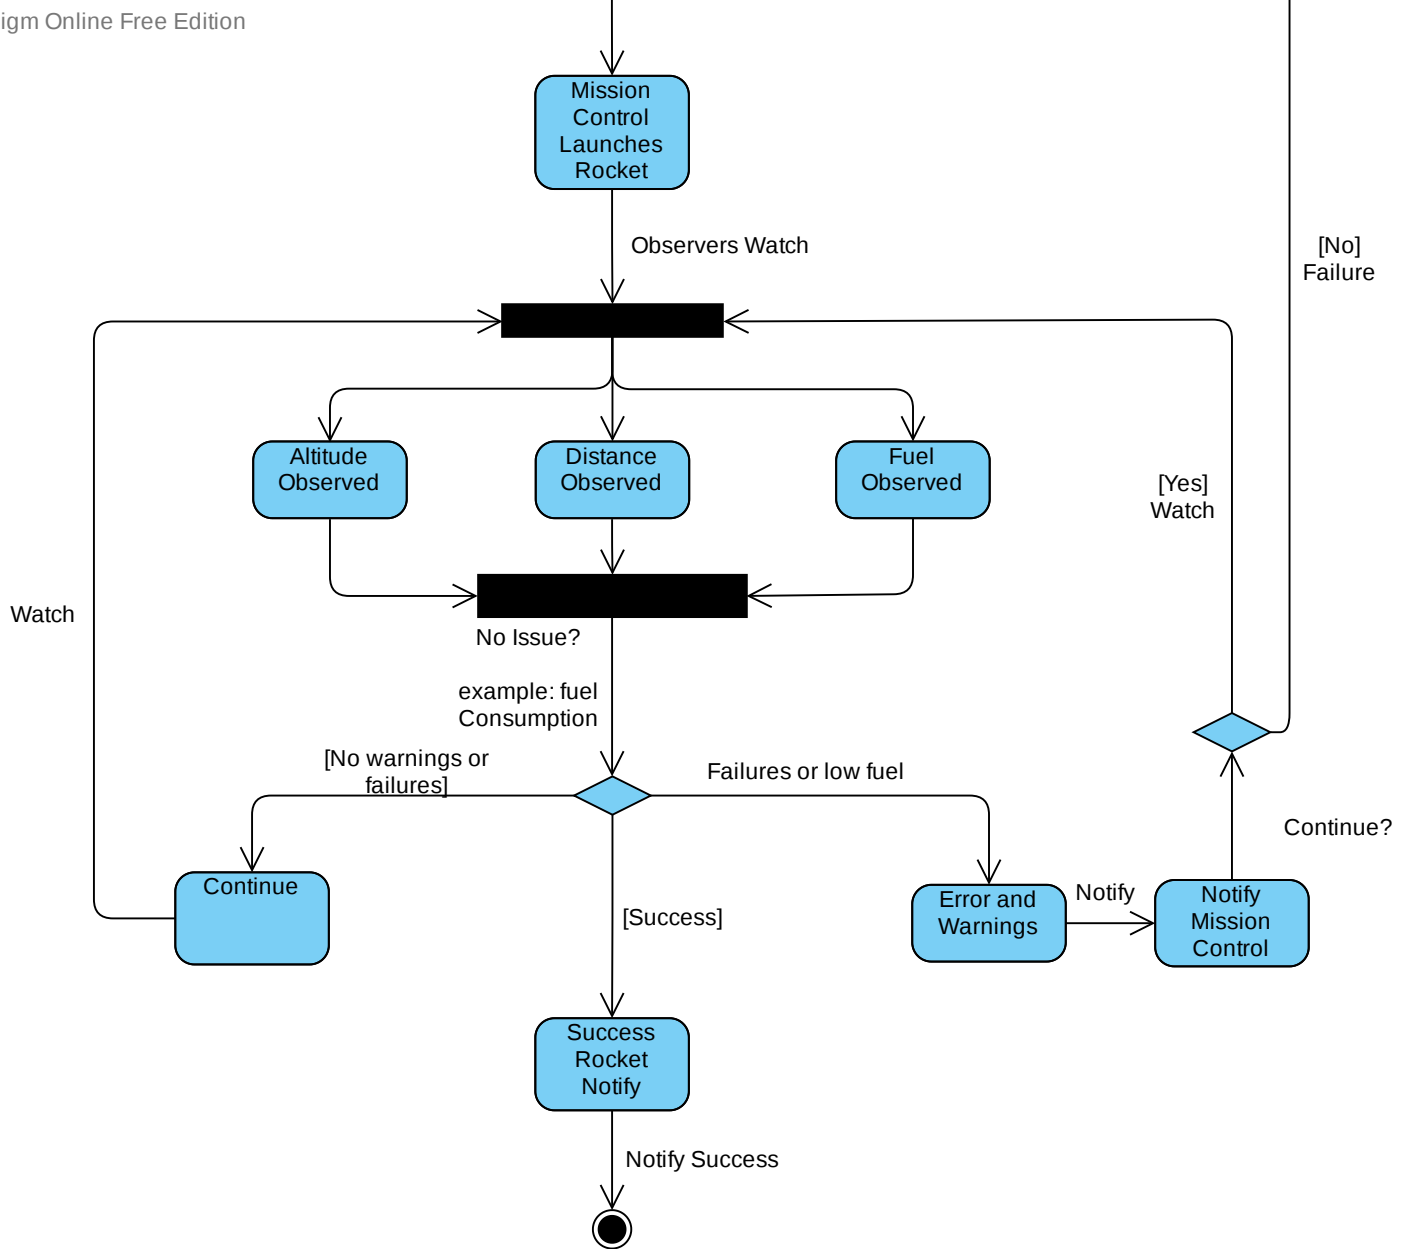 igm Online Free Edition
Mission
Control
Launches
Rocket
Observers Watch
[No]
Failure
Altitude
Observed
Distance
Observed
Fuel
Observed
[Yes]
Watch
Watch
No Issue?
example: fuel
Consumption
[No warnings or
failures]
Failures or low fuel
Continue?
Continue
Error and
Warnings
Notify
Notify
Mission
Control
[Success]
Success
Rocket
Notify
Notify Success